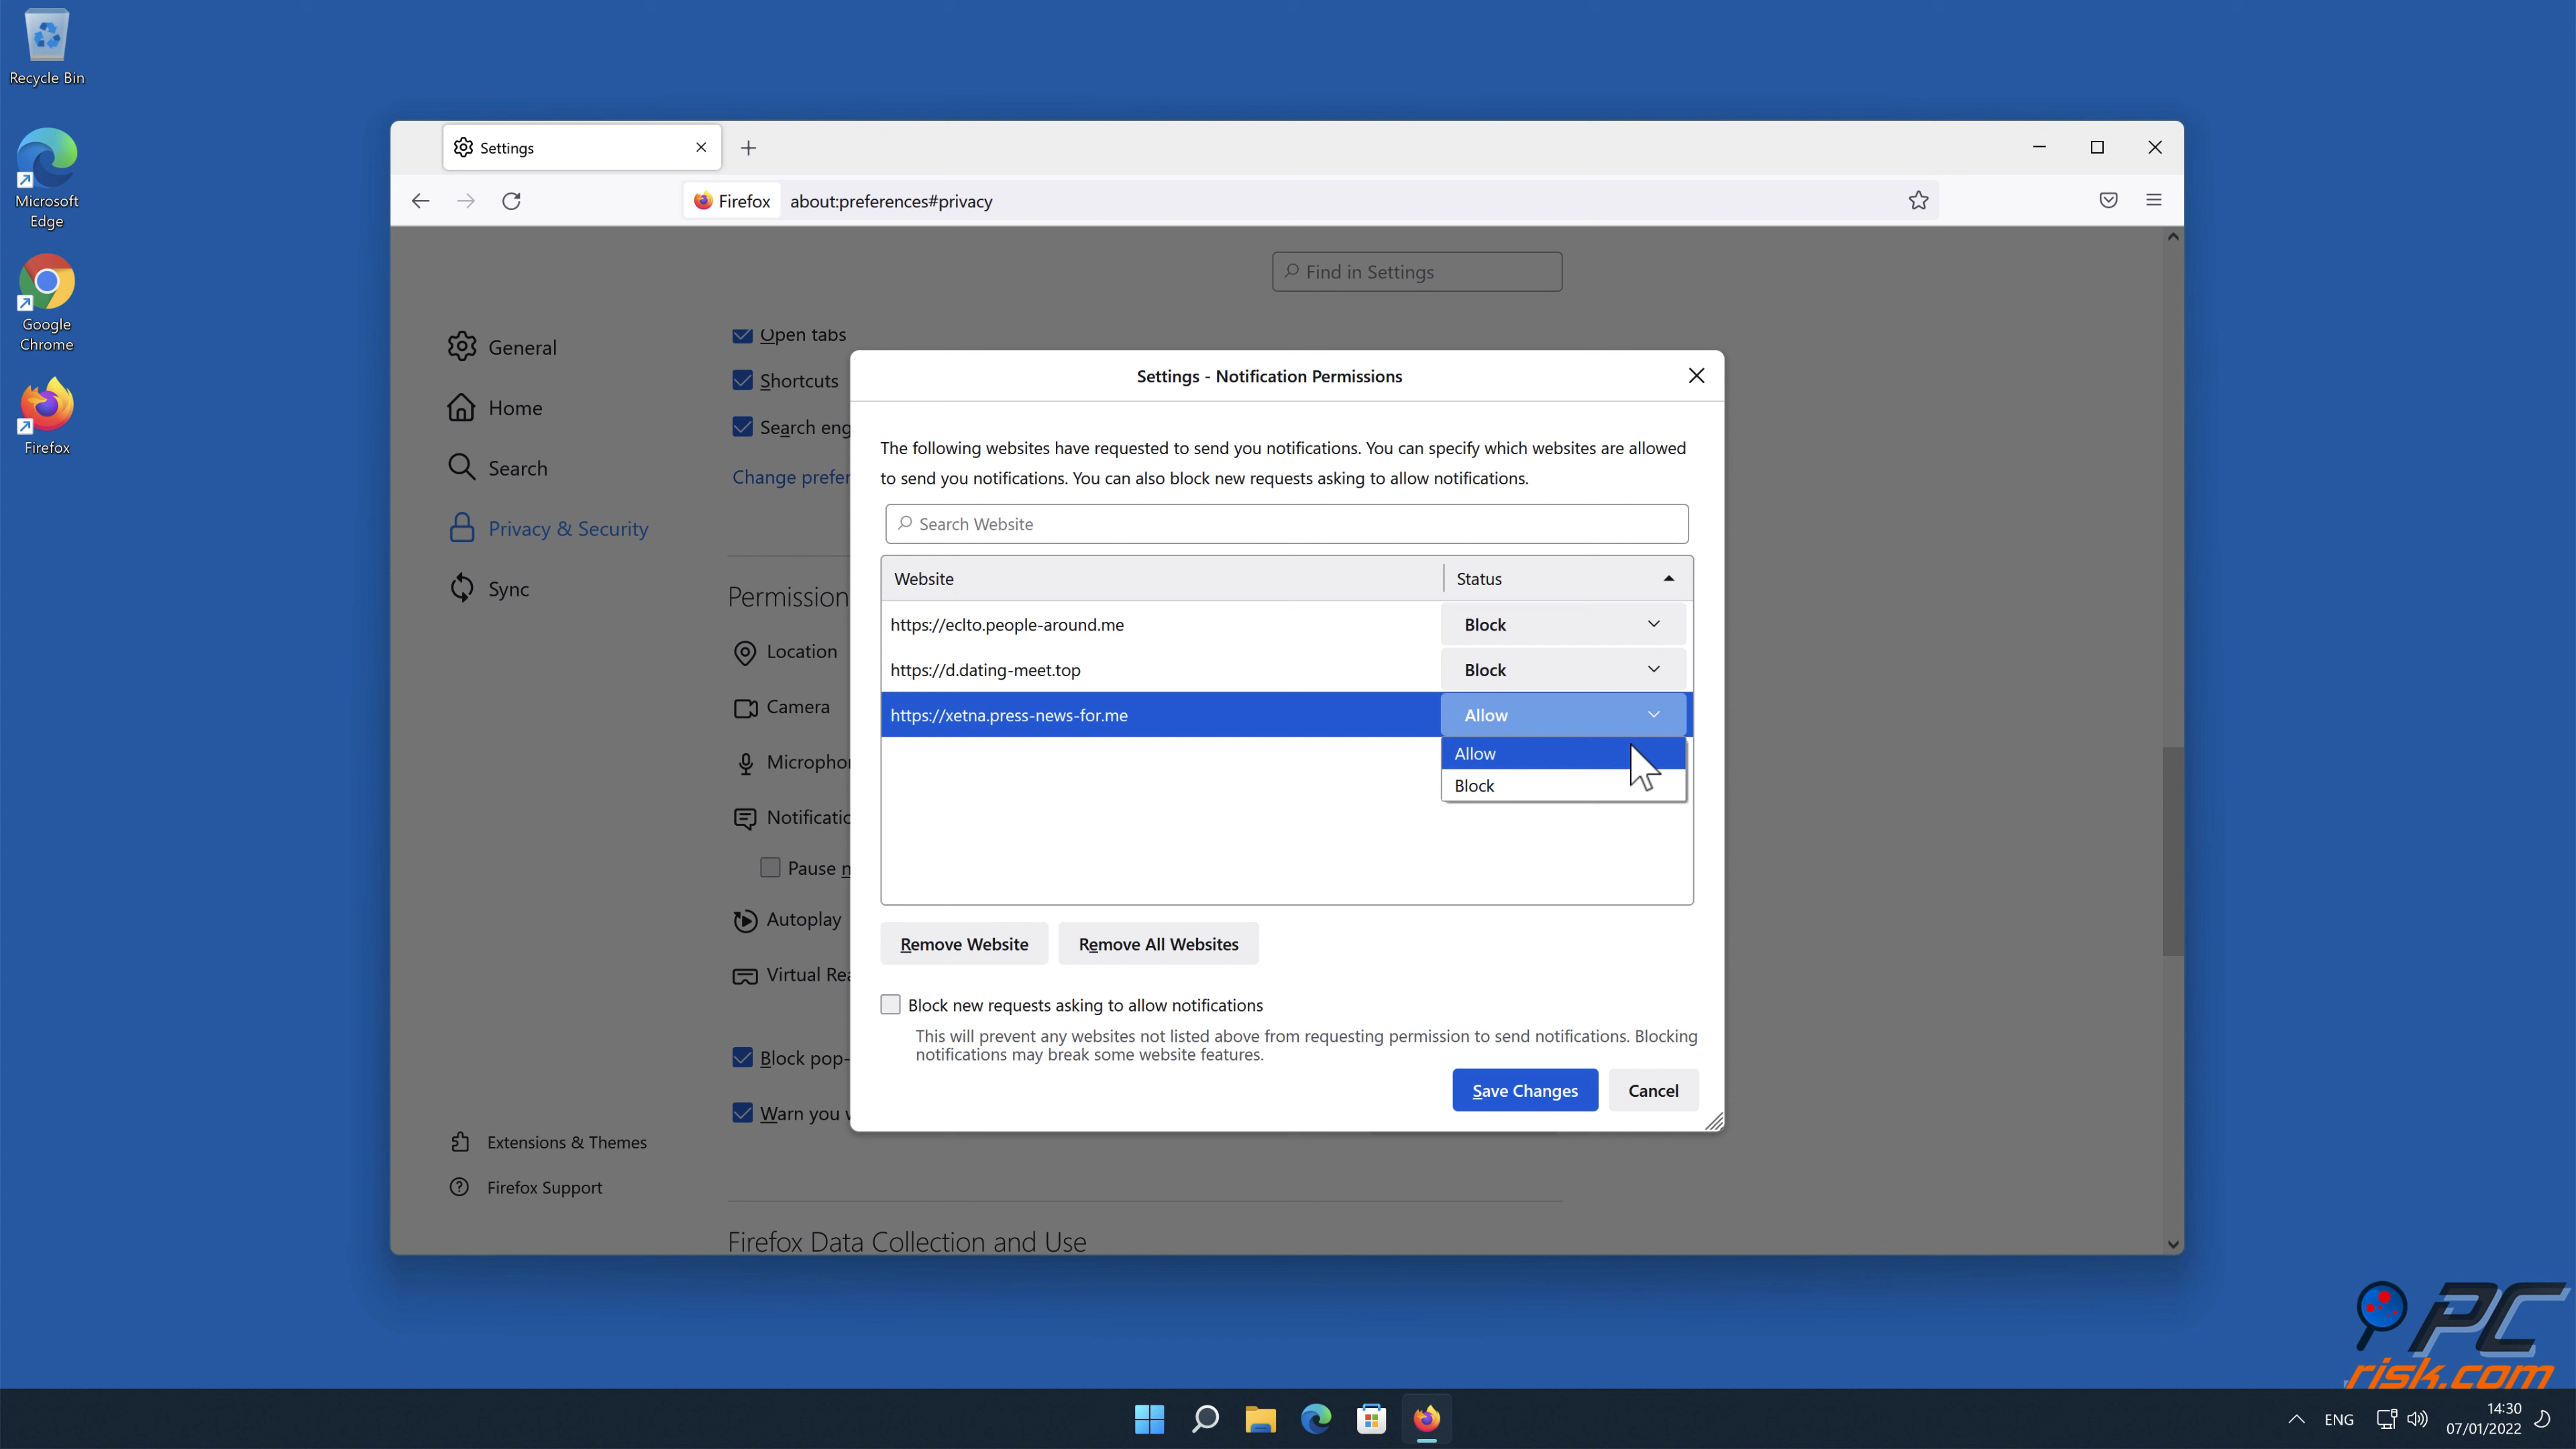 Recycle Bin
Microsoft
Edge
Google
Chrome
Firefox
Settings
Firefox about:preferences#privacy
Find in Settings
General
Home
Search
Privacy & Security
Sync
Extensions & Themes
Firefox Support
Open tabs
Shortcuts
Search eng
Change prefer
Permission
Location
Camera
Micropho
Notificatio
Pause n
Autoplay
Virtual Rea
Block pop-
Warn you w
Firefox Data Collection and Use
Settings - Notification Permissions
The following websites have requested to send you notifications. You can specify which websites are allowed
to send you notifications. You can also block new requests asking to allow notifications.
Search Website
Website Status
https://eclto.people-around.me Block
https://d.dating-meet.top Block
https://xetna.press-news-for.me Allow
Allow
Block
Remove Website Remove All Websites
Block new requests asking to allow notifications
This will prevent any websites not listed above from requesting permission to send notifications. Blocking
notifications may break some website features.
Save Changes Cancel
PC
risk.com
ENG
14:30
07/01/2022